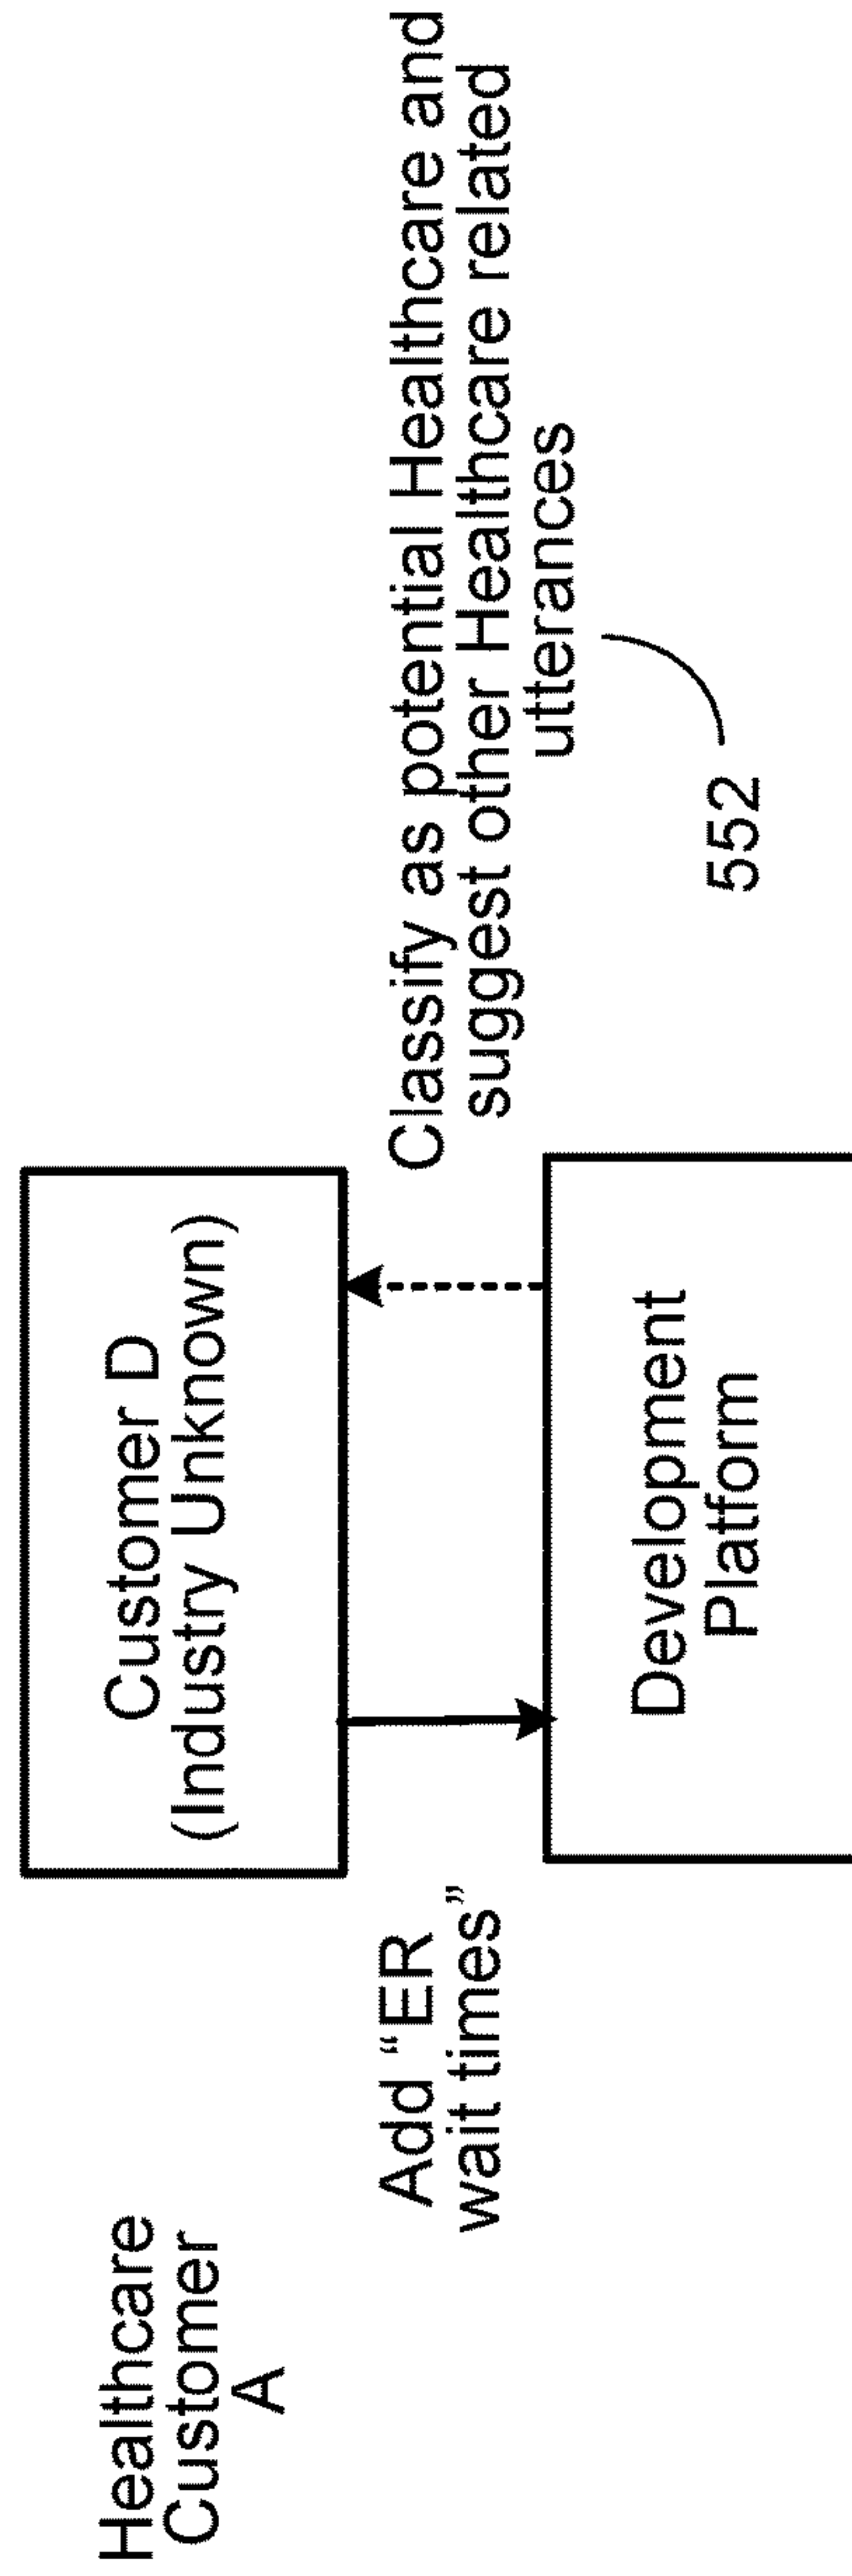 Healthcare
Customer
A
Customer D
(Industry Unknown)
Add “ER
wait times”
Classify as potential Healthcare and
suggest other Healthcare related
utterances
552
Development
Platform